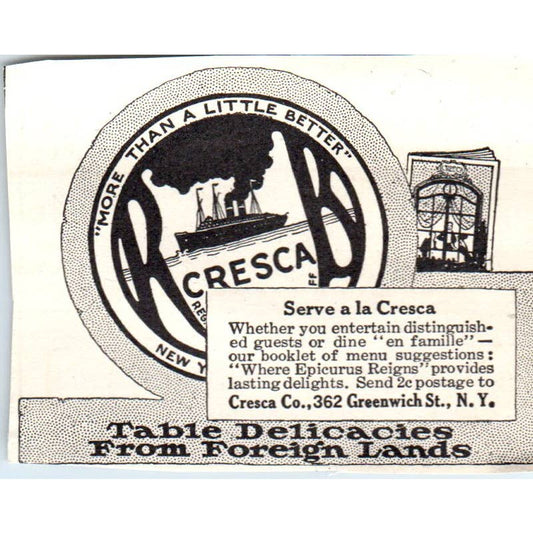 "MORE THAN A LITTLE BETTER"
R R
CRESCA
REG.
NEW Y
Serve a la Cresca
Whether you entertain distinguish-
ed guests or dine "en famille"—
our booklet of menu suggestions:
"Where Epicurus Reigns" provides
lasting delights. Send 2c postage to
Cresca Co., 362 Greenwich St., N. Y.
Table Delicacies
From Foreign Lands